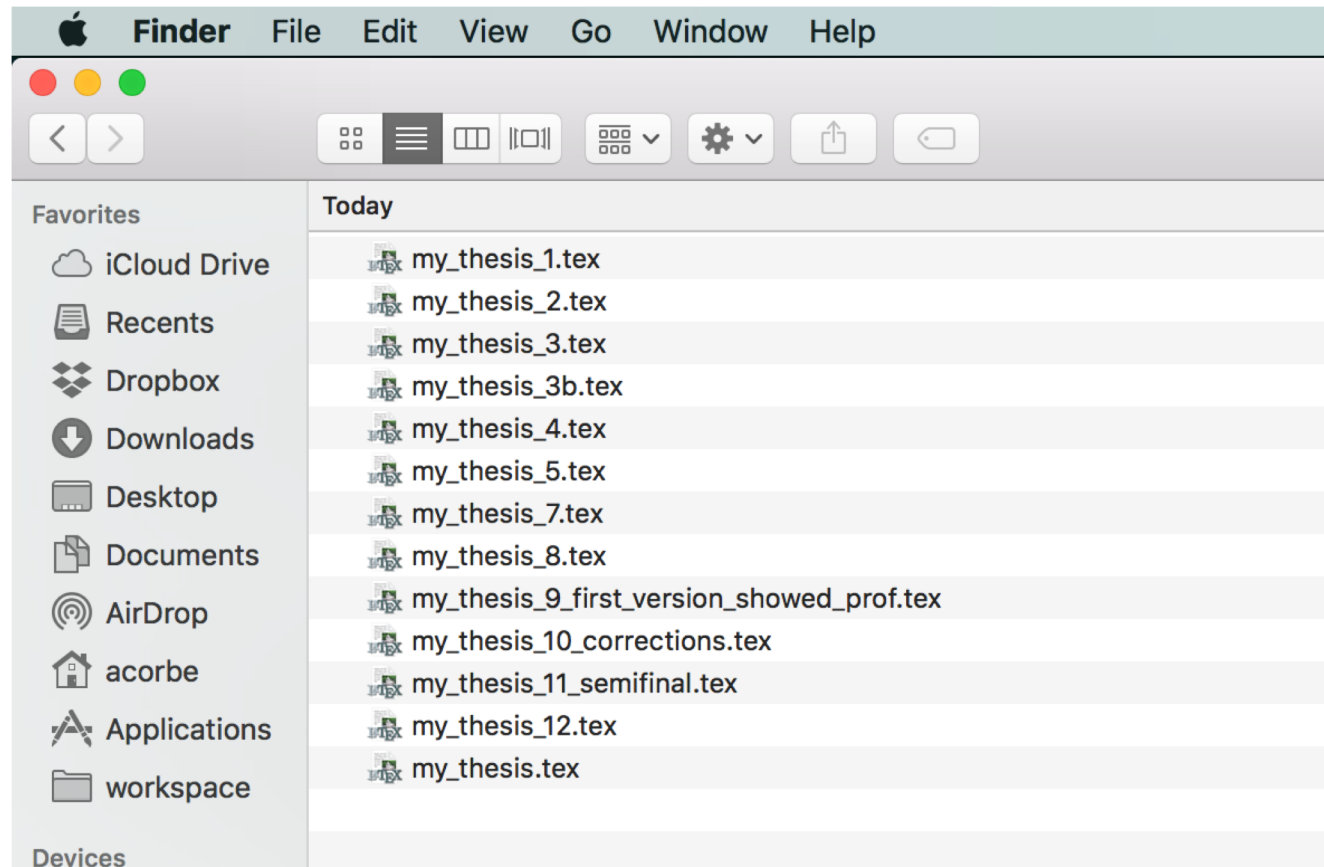 Finder File Edit View Go Window Help
Favorites
iCloud Drive
Recents
Dropbox
Downloads
Desktop
Documents
AirDrop
acorbe
Applications
workspace
Devices
Today
my_thesis_1.tex
my_thesis_2.tex
my_thesis_3.tex
my_thesis_3b.tex
my_thesis_4.tex
my_thesis_5.tex
my_thesis_7.tex
my_thesis_8.tex
my_thesis_9_first_version_showed_prof.tex
my_thesis_10_corrections.tex
my_thesis_11_semifinal.tex
my_thesis_12.tex
my_thesis.tex